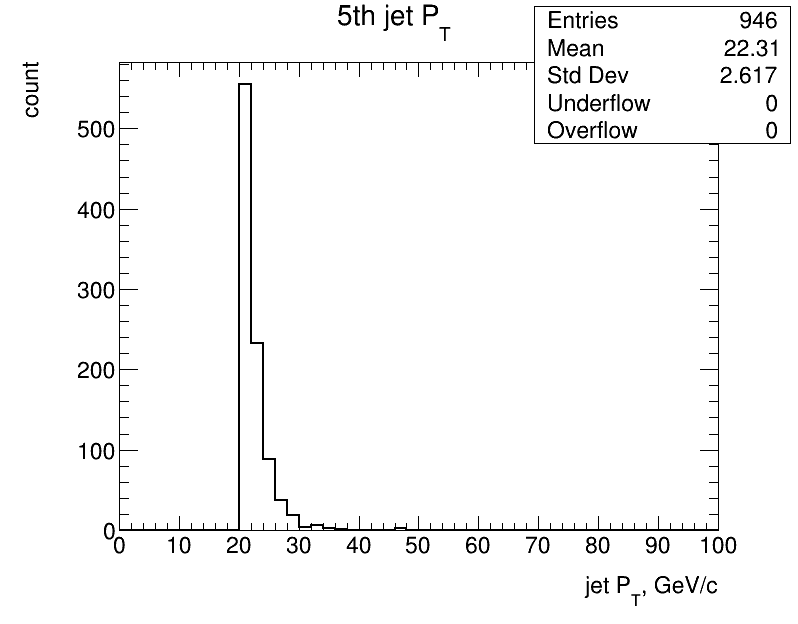 5th jet P_T
Entries 946
Mean 22.31
Std Dev 2.617
Underflow 0
Overflow 0
count
500
400
300
200
100
0
0 10 20 30 40 50 60 70 80 90 100
jet P_T, GeV/c